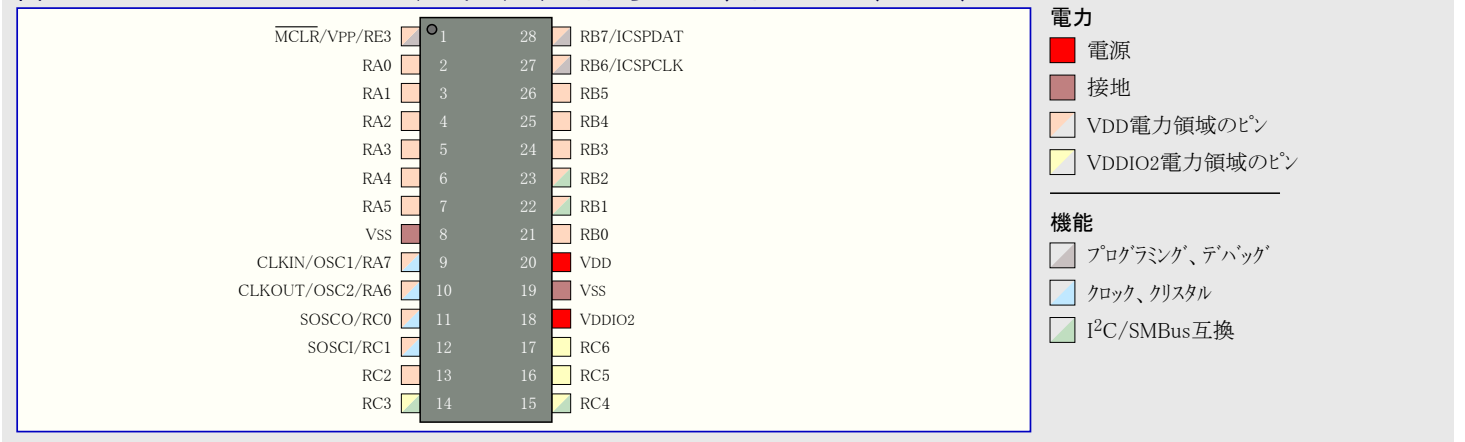 MCLR/VPP/RE3 1 28 RB7/ICSPDAT
RA0 2 27 RB6/ICSPCLK
RA1 3 26 RB5
RA2 4 25 RB4
RA3 5 24 RB3
RA4 6 23 RB2
RA5 7 22 RB1
VSS 8 21 RB0
CLKIN/OSC1/RA7 9 20 VDD
CLKOUT/OSC2/RA6 10 19 VSS
SOSCO/RC0 11 18 VDDIO2
SOSCI/RC1 12 17 RC6
RC2 13 16 RC5
RC3 14 15 RC4
電力
電源
接地
VDD電力領域のピン
VDDIO2電力領域のピン
機能
プログラミング、デバッグ
クロック、クリスタル
I²C/SMBus互換